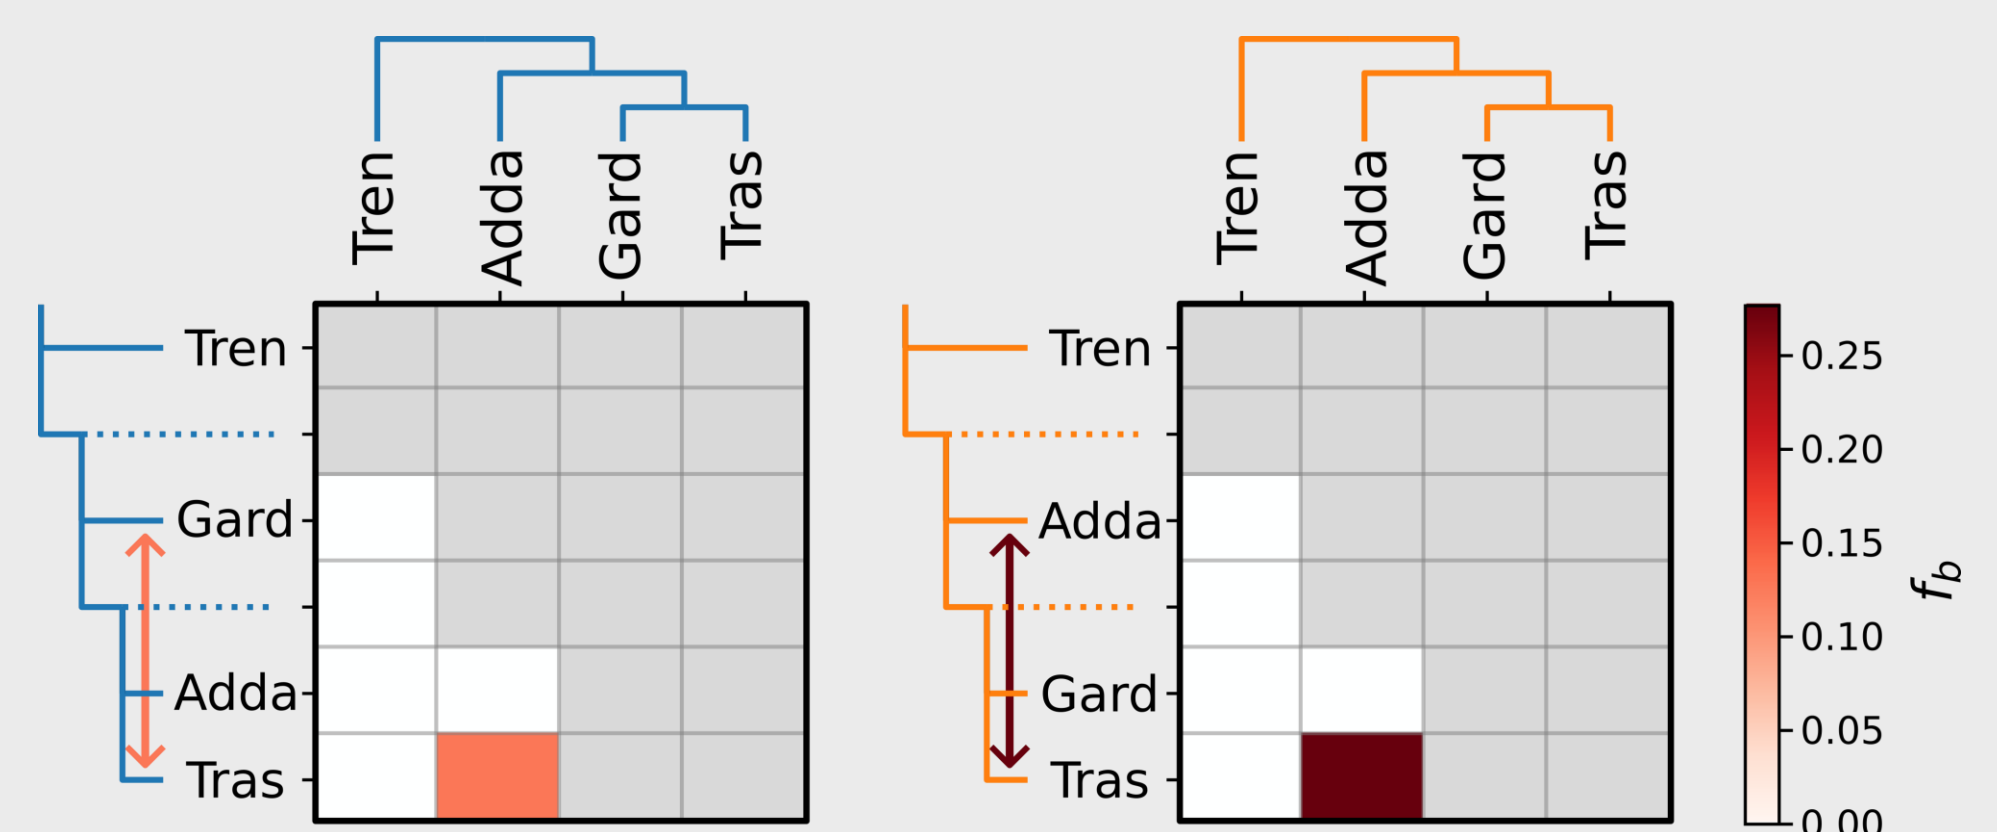 Tren Adda Gard Tras
Tren Adda Gard Tras
Tren
Gard
Adda
Tras
Tren
Adda
Gard
Tras
0.25
0.20
0.15
0.10
0.05
0.00
f_b